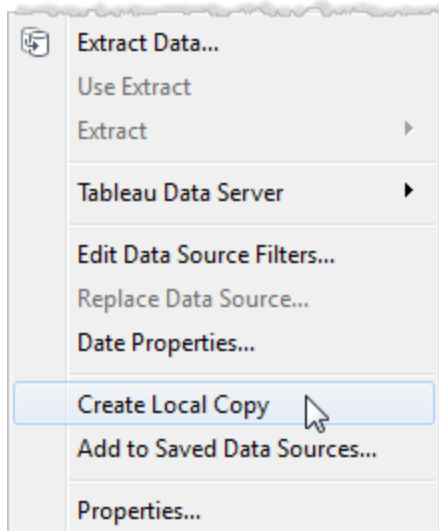 Extract Data...
Use Extract
Extract
Tableau Data Server
Edit Data Source Filters...
Replace Data Source...
Date Properties...
Create Local Copy
Add to Saved Data Sources...
Properties...